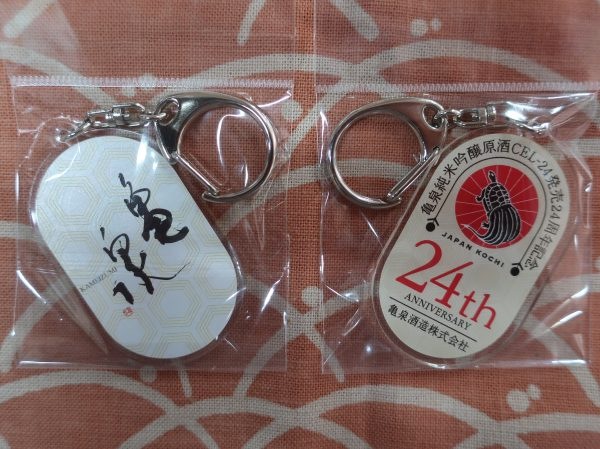 亀泉
KAMEIZUMI
亀泉純米吟醸原酒CEL-24発売24周年記念
JAPAN KOCHI
24th
ANNIVERSARY
亀泉酒造株式会社